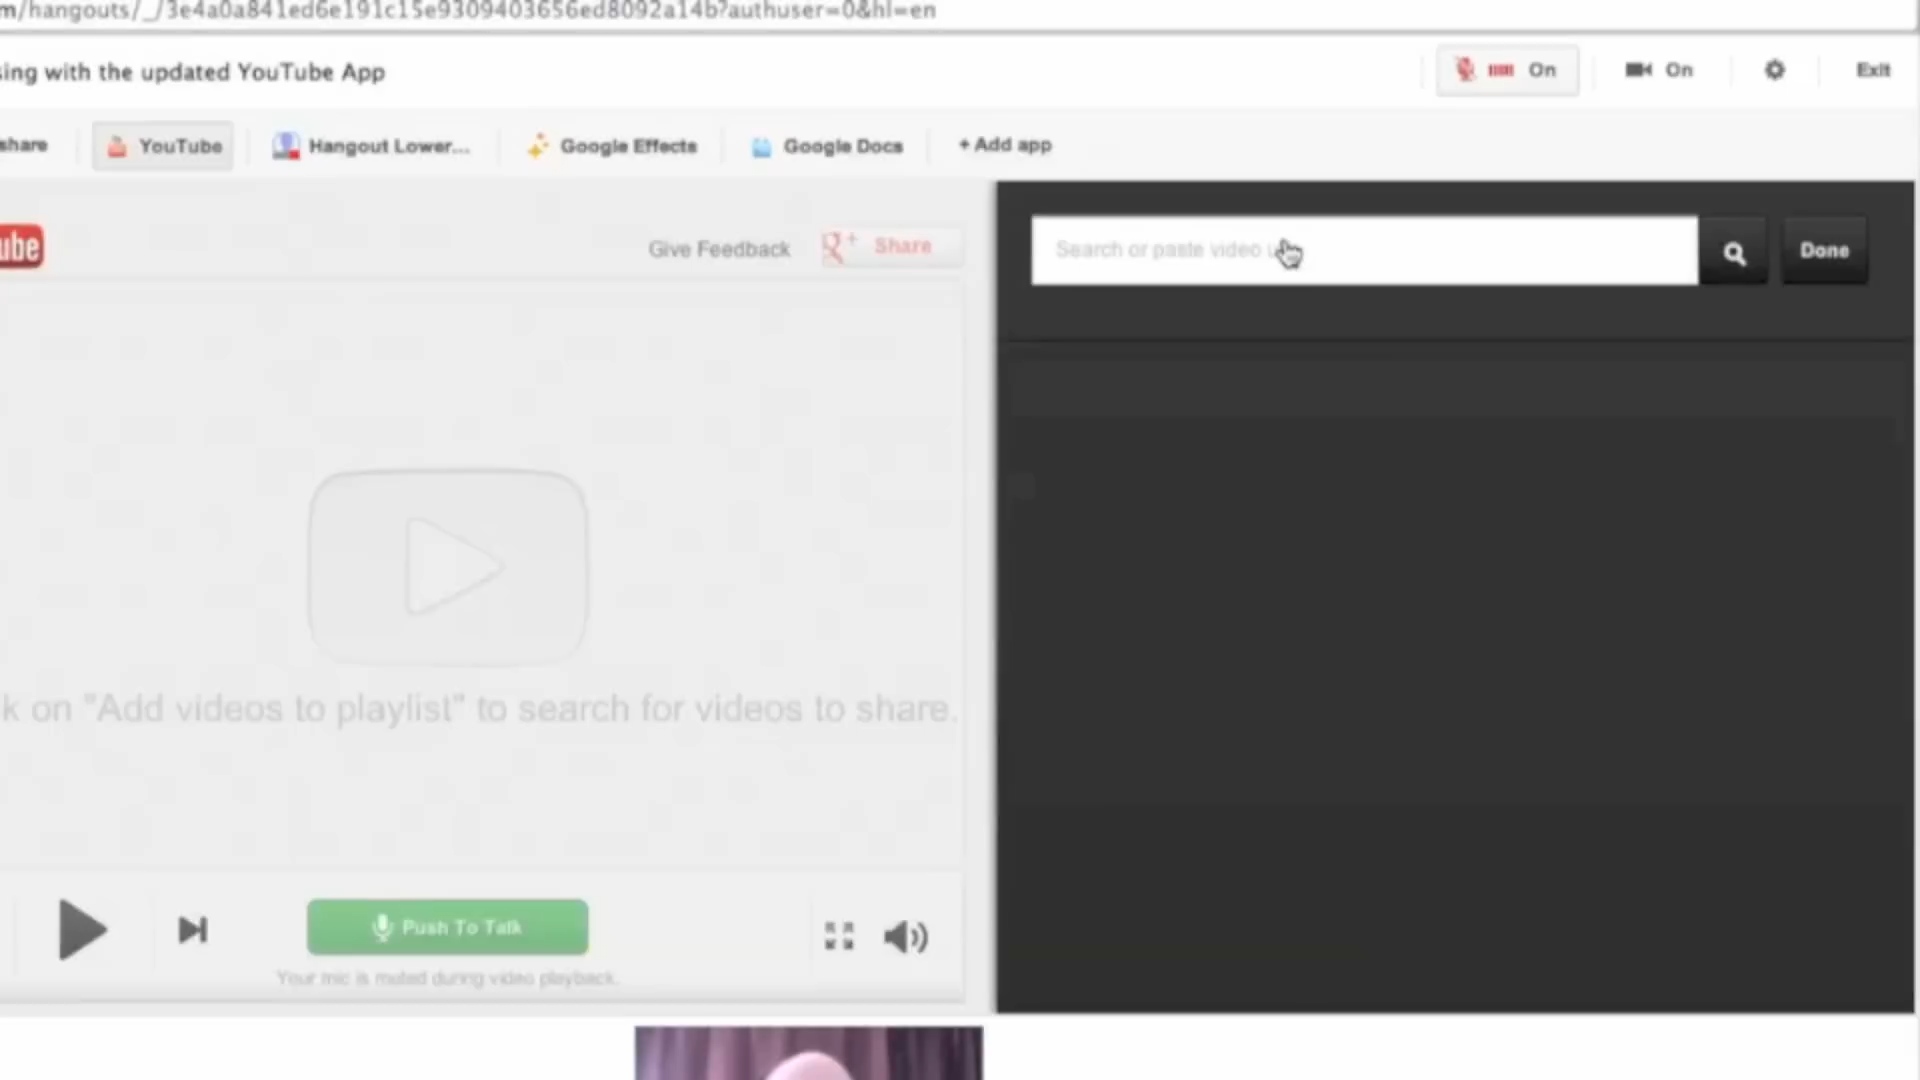 m/hangouts/_/3e4a0a841ed6e191c15e9309403656ed8092a14b?authuser=0&hl=en
sing with the updated YouTube App
On
On
Exit
share
YouTube
Hangout Lower...
Google Effects
Google Docs
+ Add app
ube
Give Feedback
Share
Search or paste video u
Done
k on "Add videos to playlist" to search for videos to share.
Push To Talk
Your mic is muted during video playback.